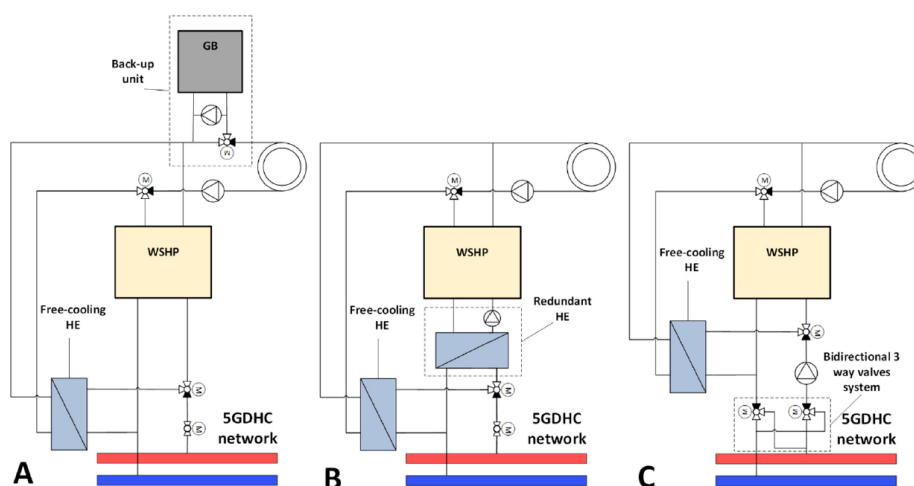 GB
Back-up
unit
M
M
WSHP
Free-cooling
HE
M
M
5GDHC
network
A
M
WSHP
Free-cooling
HE
Redundant
HE
M
M
5GDHC
network
B
M
WSHP
Free-cooling
HE
M
Bidirectional 3
way valves
system
M
M
5GDHC
network
C